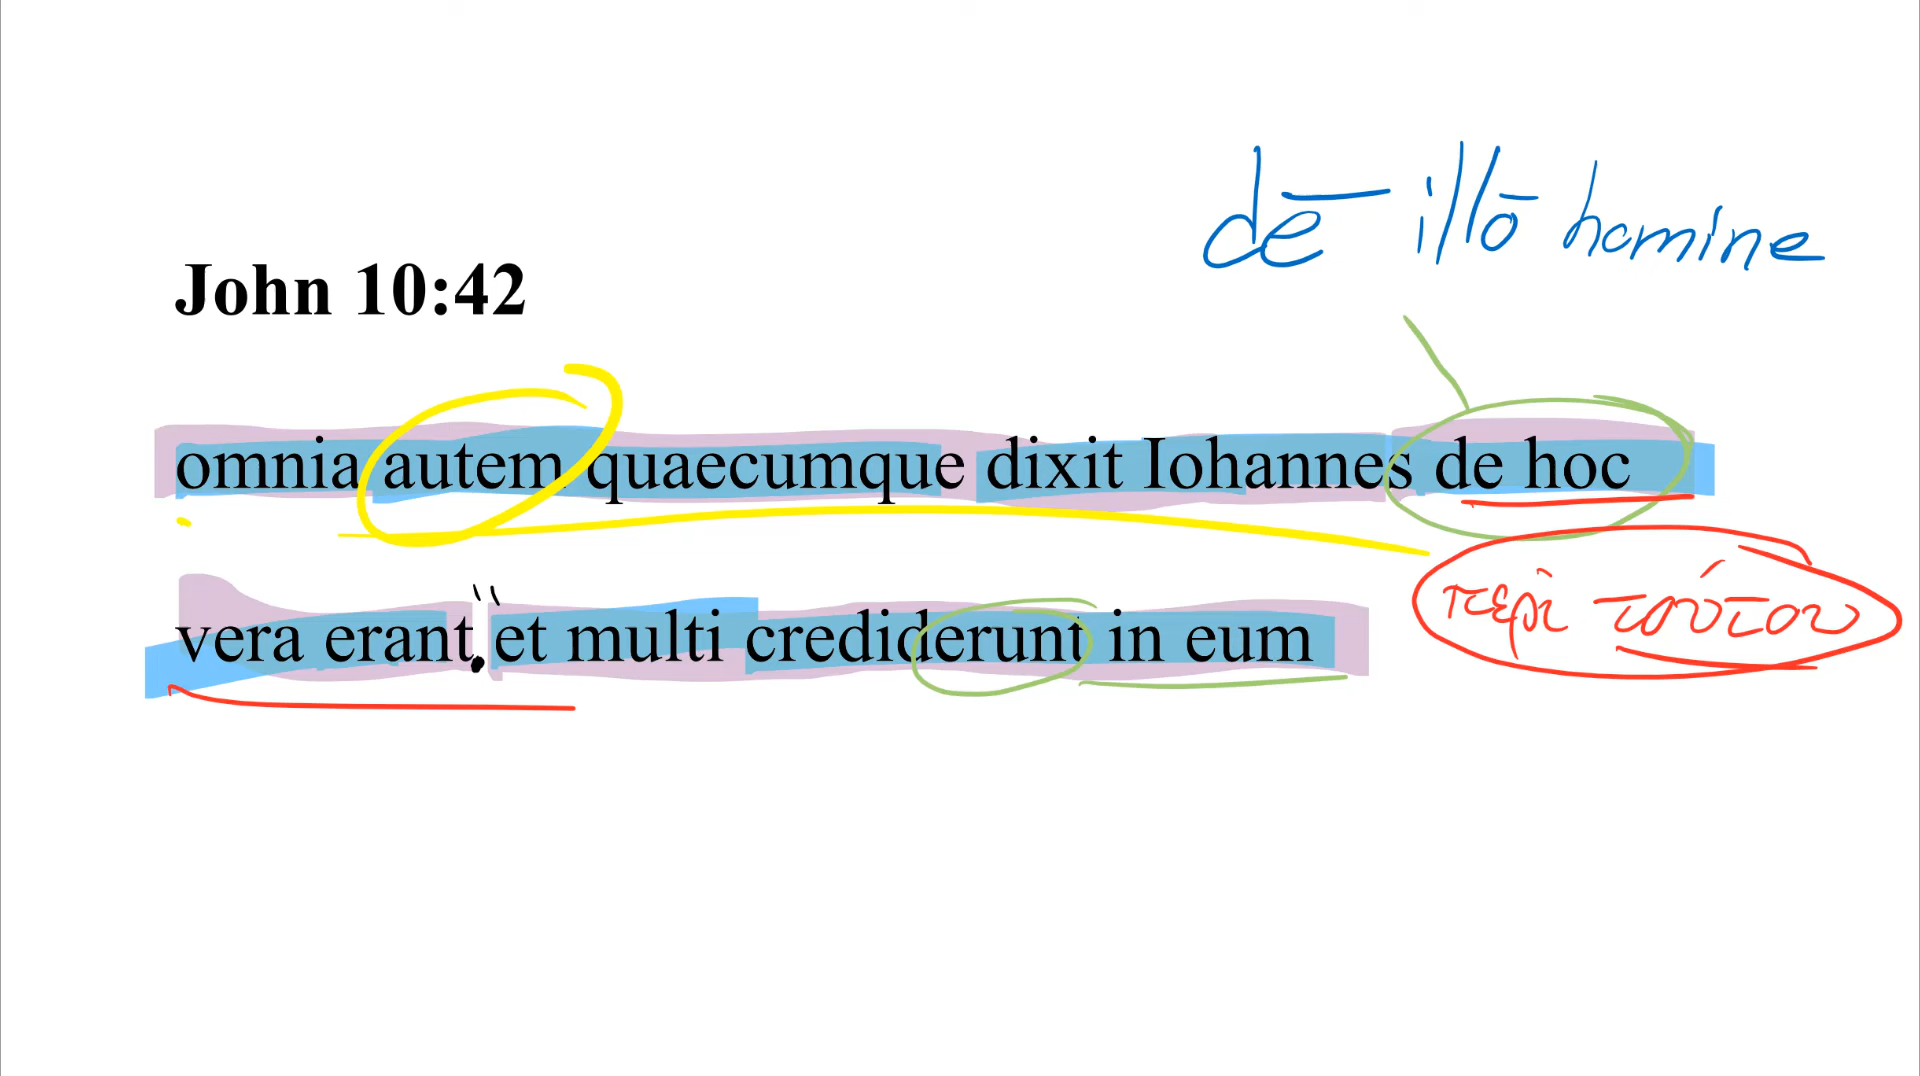 dē illō homine
John 10:42
omnia autem quaecumque dixit Iohannes de hoc
περὶ τούτου
vera erant. et multi crediderunt in eum